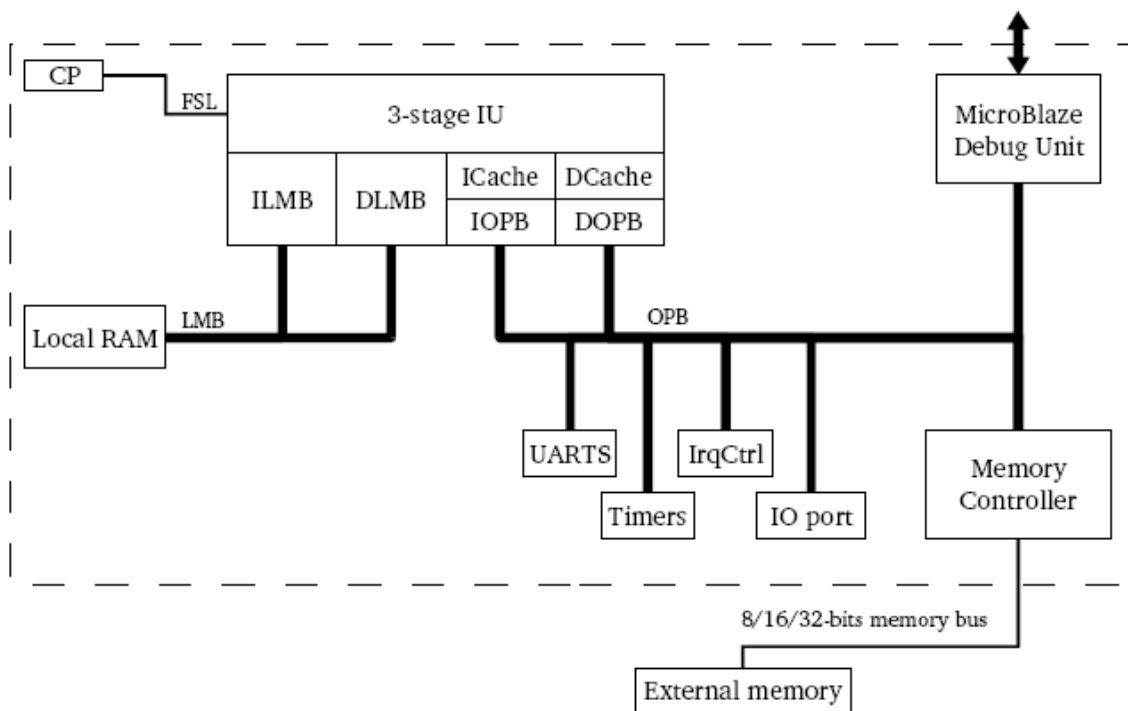 CP
FSL
3-stage IU
MicroBlaze
Debug Unit
ILMB
DLMB
ICache
DCache
IOPB
DOPB
Local RAM
LMB
OPB
UARTS
IrqCtrl
Timers
IO port
Memory
Controller
8/16/32-bits memory bus
External memory